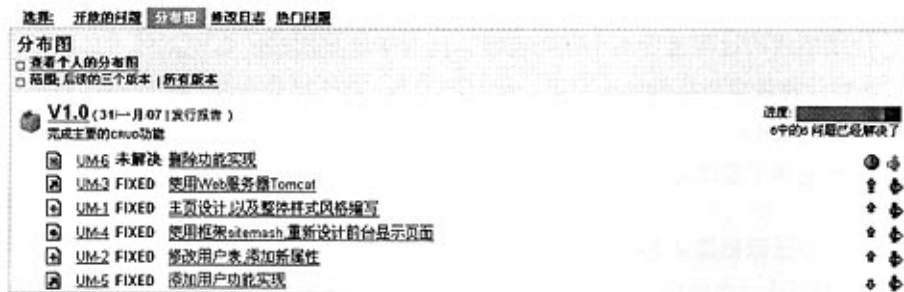 选择: 开放的问题 分布图 修改日志 热门问题
分布图
查看个人的分布图
范围: 后续的三个版本 | 所有版本
V1.0 (31/一月/07 | 发行报告 )
进度:
完成主要的CRUD功能
6中的5 问题已经解决了
UM-6 未解决 删除功能实现
UM-3 FIXED 使用Web服务器Tomcat
UM-1 FIXED 主页设计,以及整体样式风格编写
UM-4 FIXED 使用框架sitemash,重新设计前台显示页面
UM-2 FIXED 修改用户表,添加新属性
UM-5 FIXED 添加用户功能实现